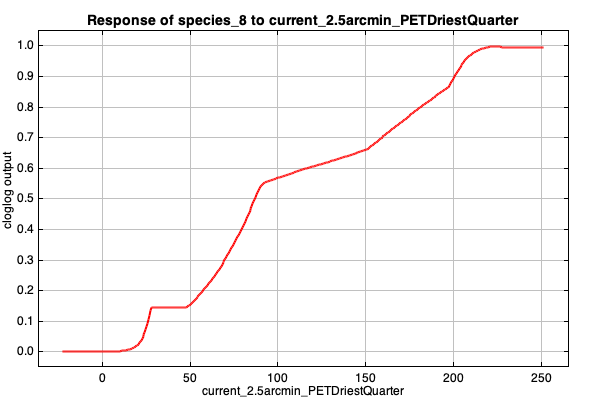 Response of species_8 to current_2.5arcmin_PETDriestQuarter
cloglog output
1.0
0.9
0.8
0.7
0.6
0.5
0.4
0.3
0.2
0.1
0.0
0 50 100 150 200 250
current_2.5arcmin_PETDriestQuarter